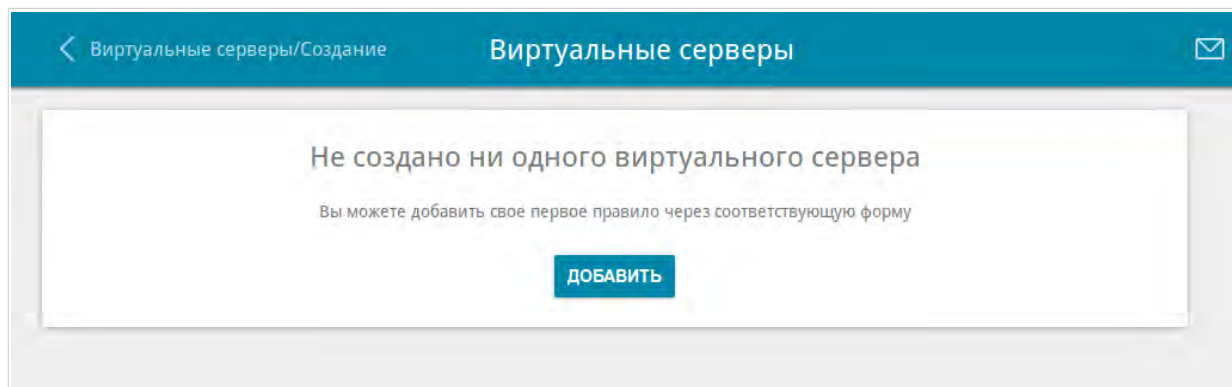 Виртуальные серверы/Создание
Виртуальные серверы
Не создано ни одного виртуального сервера
Вы можете добавить свое первое правило через соответствующую форму
ДОБАВИТЬ